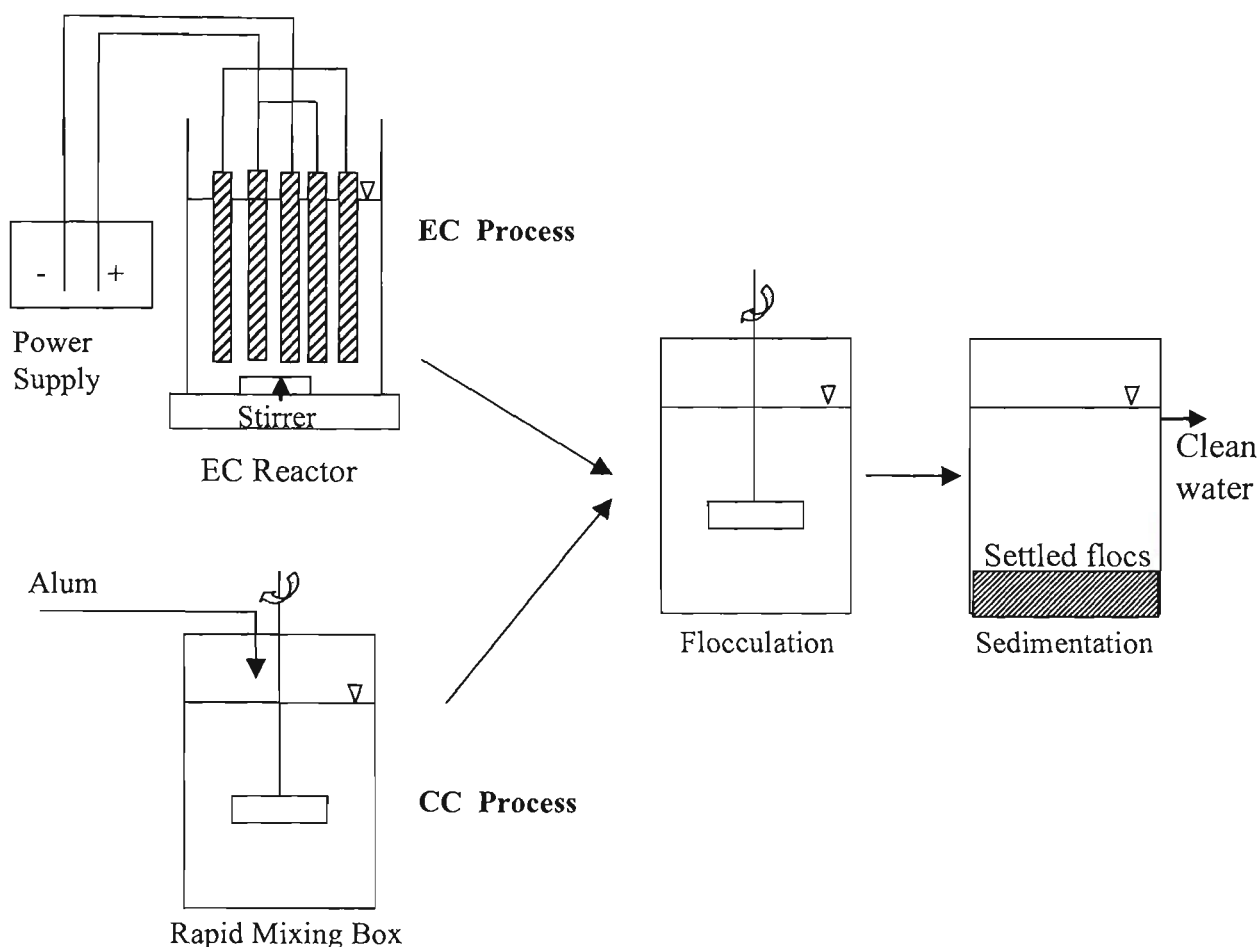 EC Process
- +
Power
Supply
Stirrer
EC Reactor
Clean
water
Settled flocs
Flocculation
Sedimentation
Alum
CC Process
Rapid Mixing Box